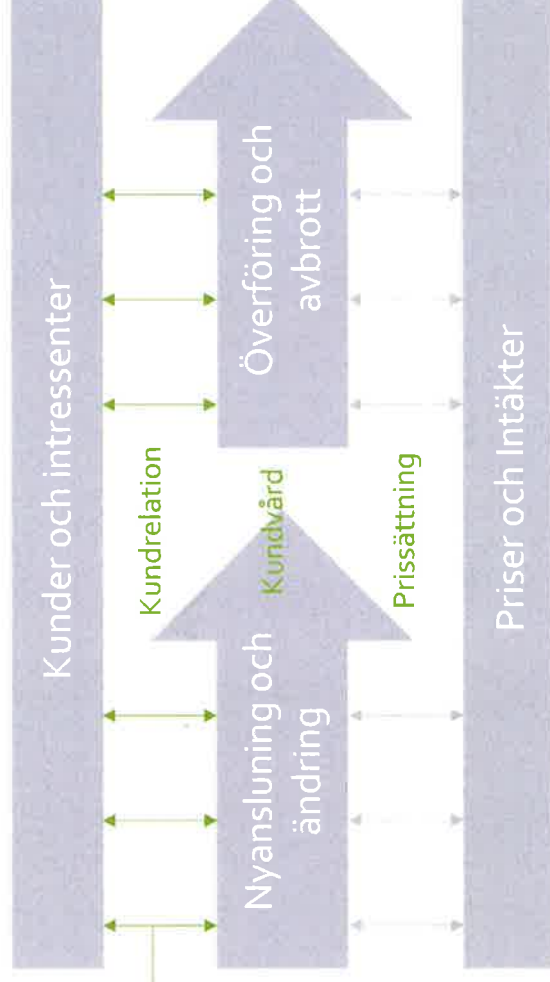 Kunder och intressenter
Kundrelation
Nyansluning och
ändring
Kundvård
Överföring och
avbrott
Prissättning
Priser och Intäkter